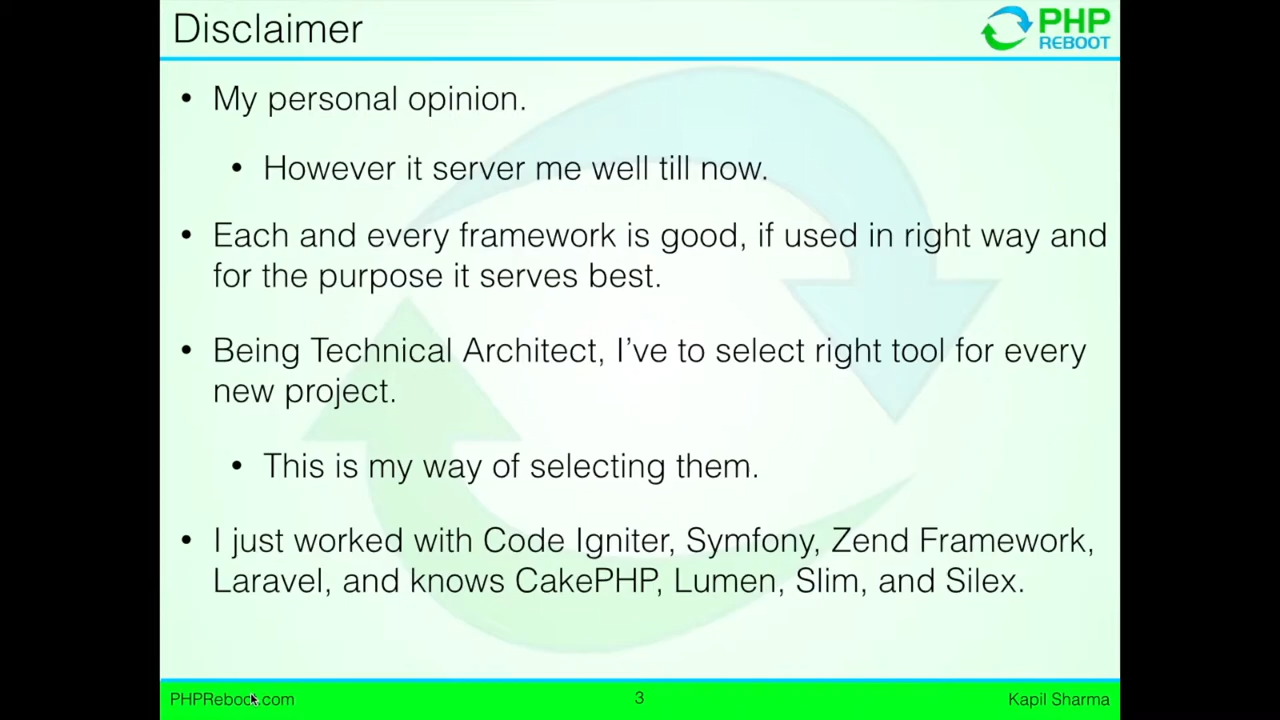 Disclaimer
PHP
REBOOT
• My personal opinion.
• However it server me well till now.
• Each and every framework is good, if used in right way and
for the purpose it serves best.
• Being Technical Architect, I've to select right tool for every
new project.
• This is my way of selecting them.
• I just worked with Code Igniter, Symfony, Zend Framework,
Laravel, and knows CakePHP, Lumen, Slim, and Silex.
PHPReboot.com
3
Kapil Sharma